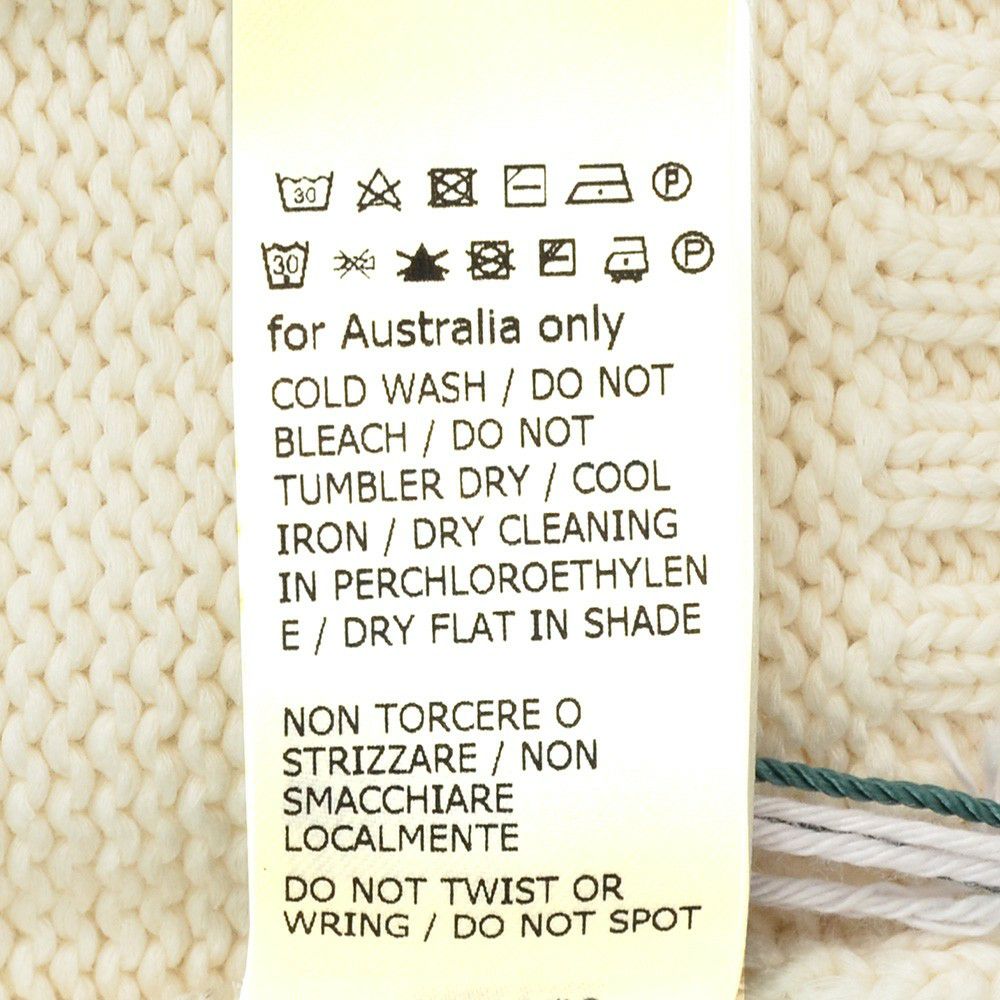 30 P
30 P
for Australia only
COLD WASH / DO NOT
BLEACH / DO NOT
TUMBLER DRY / COOL
IRON / DRY CLEANING
IN PERCHLOROETHYLEN
E / DRY FLAT IN SHADE
NON TORCERE O
STRIZZARE / NON
SMACCHIARE
LOCALMENTE
DO NOT TWIST OR
WRING / DO NOT SPOT